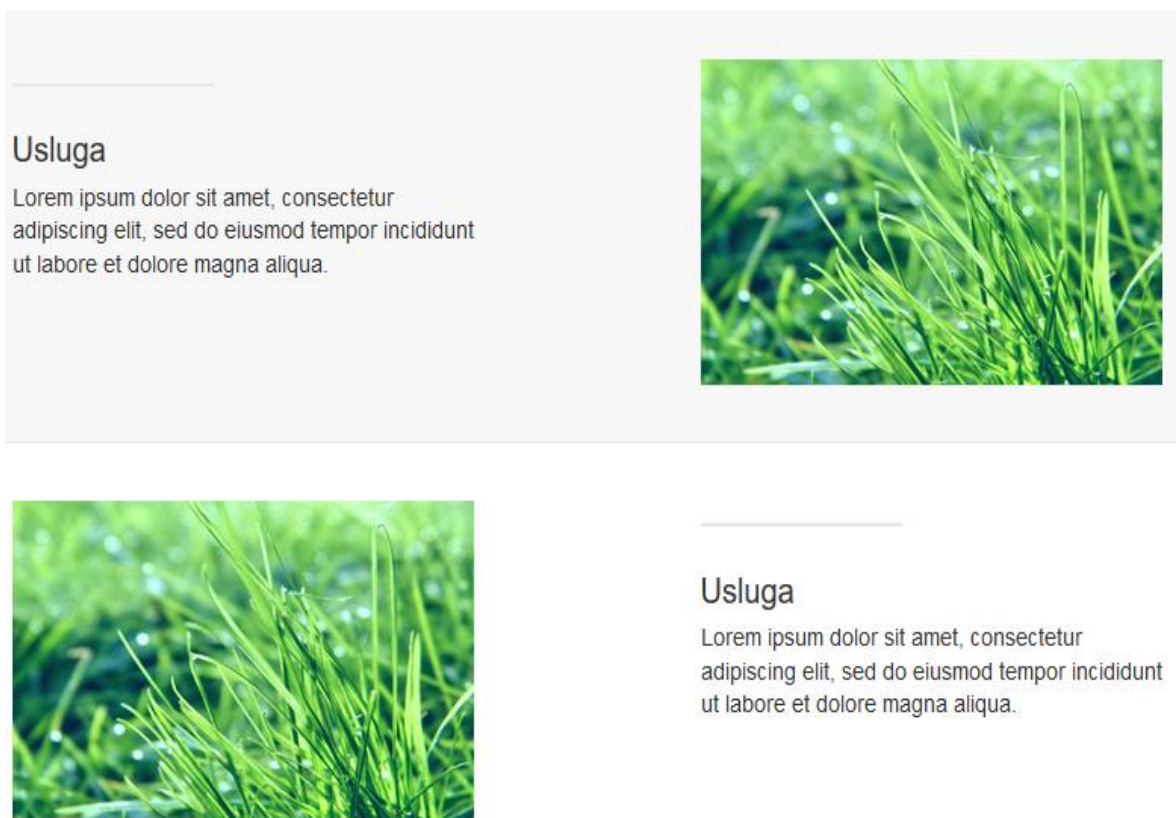 Usluga
Lorem ipsum dolor sit amet, consectetur
adipiscing elit, sed do eiusmod tempor incididunt
ut labore et dolore magna aliqua.
Usluga
Lorem ipsum dolor sit amet, consectetur
adipiscing elit, sed do eiusmod tempor incididunt
ut labore et dolore magna aliqua.